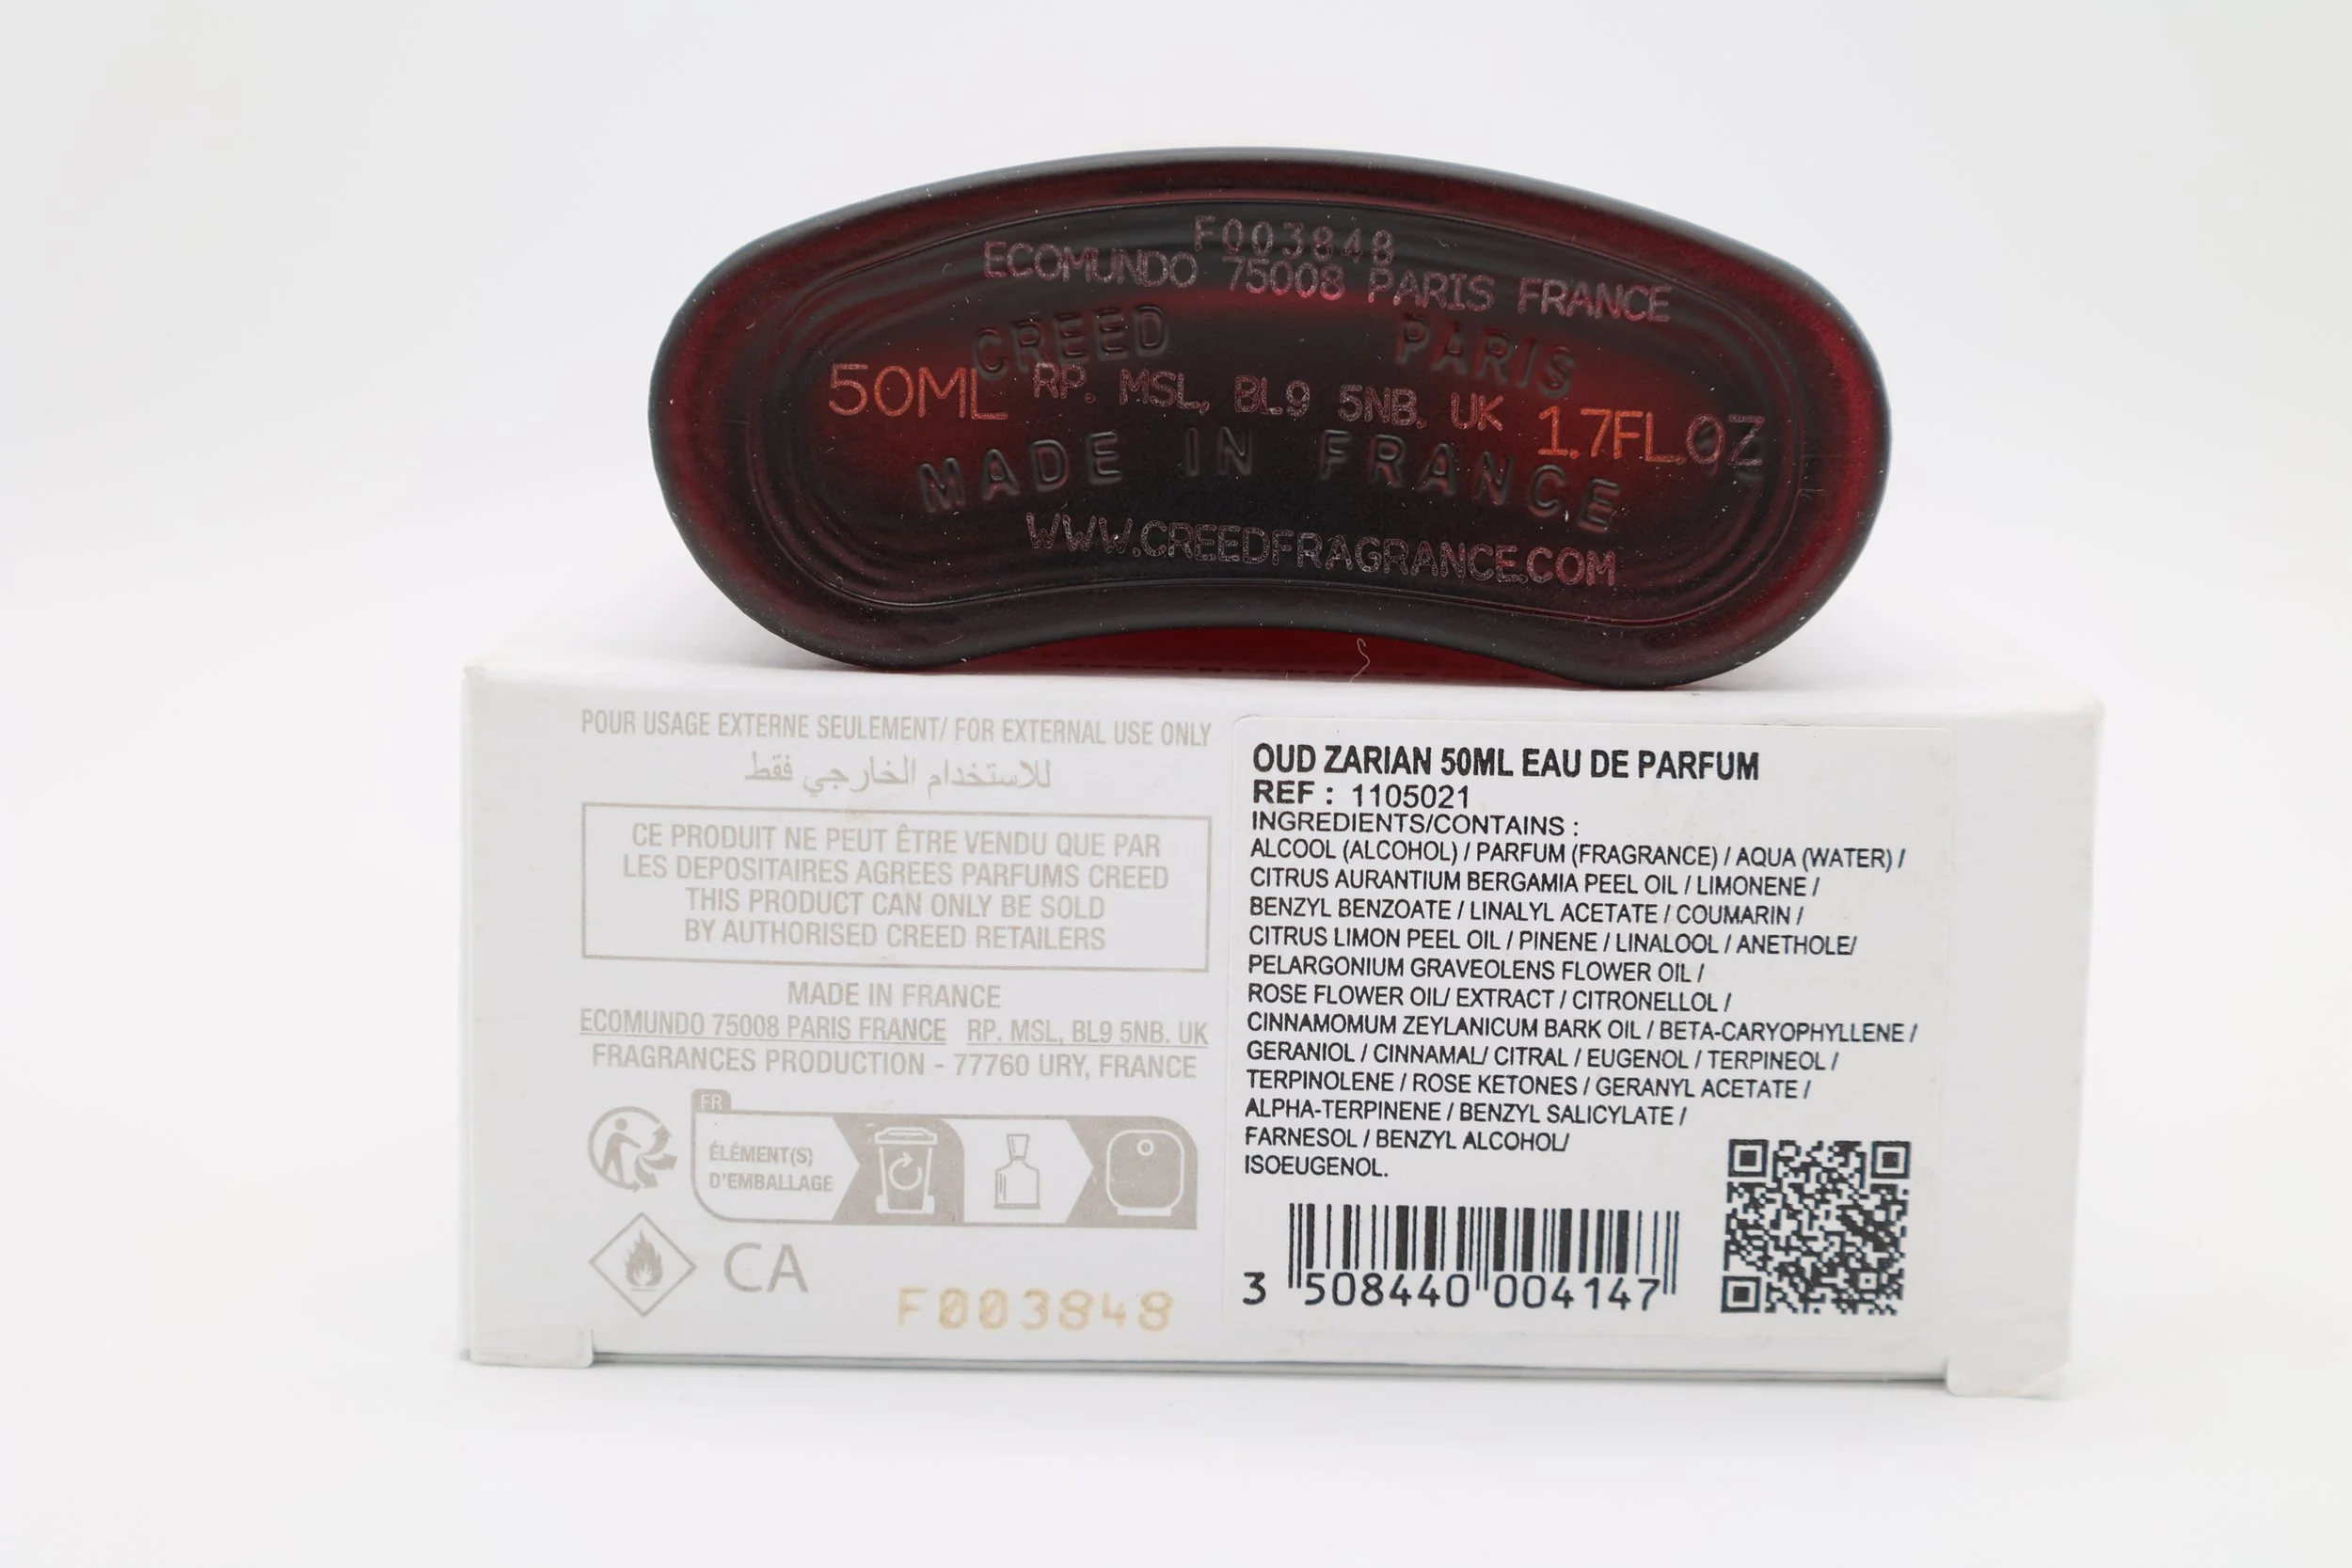 F003848
ECOMUNDO 75008 PARIS FRANCE
CREED PARIS
50ML RP. MSL, BL9 5NB. UK 1.7FL.OZ
MADE IN FRANCE
WWW.CREEDFRAGRANCE.COM
POUR USAGE EXTERNE SEULEMENT/ FOR EXTERNAL USE ONLY
للاستخدام الخارجي فقط
CE PRODUIT NE PEUT ÊTRE VENDU QUE PAR
LES DEPOSITAIRES AGREES PARFUMS CREED
THIS PRODUCT CAN ONLY BE SOLD
BY AUTHORISED CREED RETAILERS
MADE IN FRANCE
ECOMUNDO 75008 PARIS FRANCE RP. MSL, BL9 5NB. UK
FRAGRANCES PRODUCTION - 77760 URY, FRANCE
FR
ÉLÉMENT(S)
D'EMBALLAGE
CA
F003848
OUD ZARIAN 50ML EAU DE PARFUM
REF : 1105021
INGREDIENTS/CONTAINS :
ALCOOL (ALCOHOL) / PARFUM (FRAGRANCE) / AQUA (WATER) /
CITRUS AURANTIUM BERGAMIA PEEL OIL / LIMONENE /
BENZYL BENZOATE / LINALYL ACETATE / COUMARIN /
CITRUS LIMON PEEL OIL / PINENE / LINALOOL / ANETHOLE/
PELARGONIUM GRAVEOLENS FLOWER OIL /
ROSE FLOWER OIL/ EXTRACT / CITRONELLOL /
CINNAMOMUM ZEYLANICUM BARK OIL / BETA-CARYOPHYLLENE /
GERANIOL / CINNAMAL/ CITRAL / EUGENOL / TERPINEOL /
TERPINOLENE / ROSE KETONES / GERANYL ACETATE /
ALPHA-TERPINENE / BENZYL SALICYLATE /
FARNESOL / BENZYL ALCOHOL/
ISOEUGENOL.
3 508440 004147